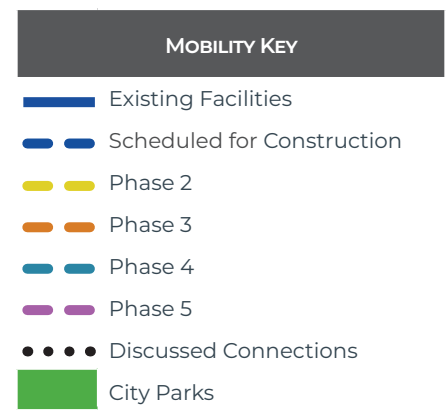 MOBILITY KEY
Existing Facilities
Scheduled for Construction
Phase 2
Phase 3
Phase 4
Phase 5
Discussed Connections
City Parks